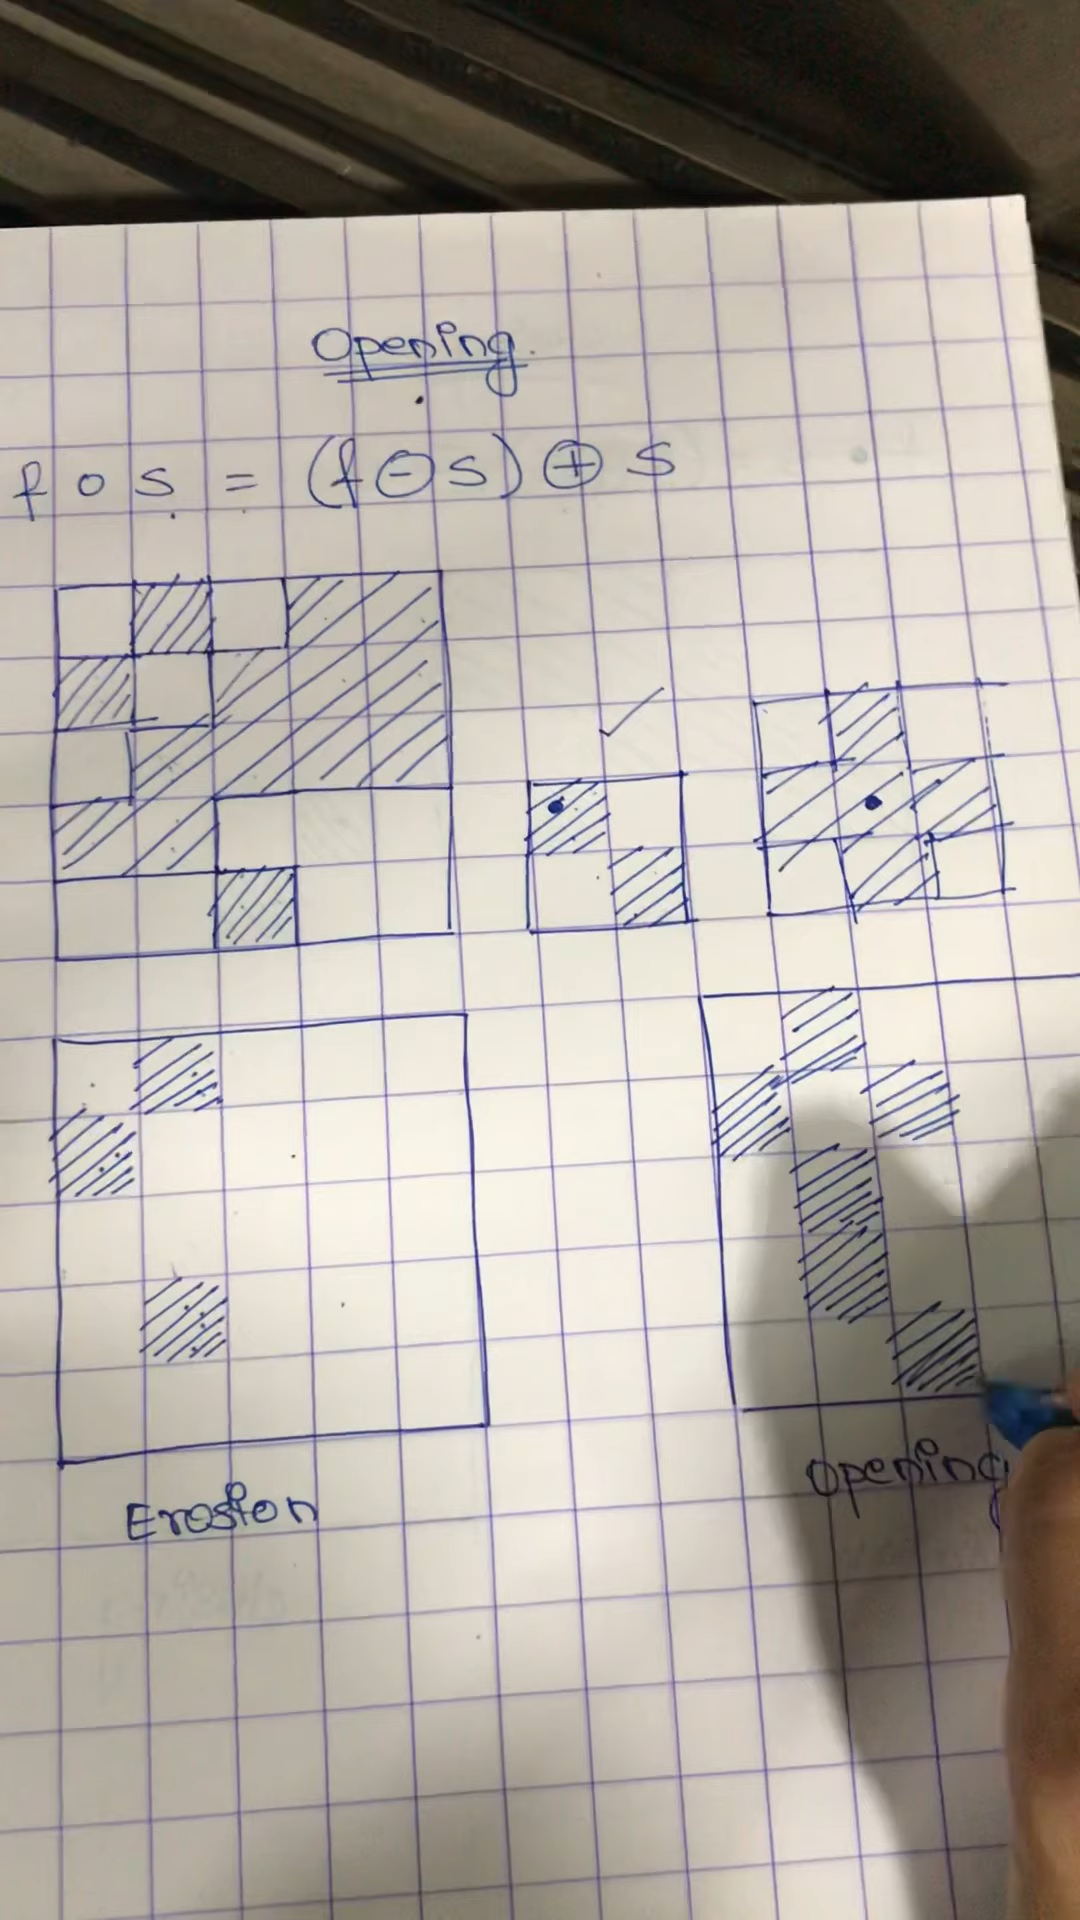 Opening.
f o s = (f ⊖ s) ⊕ s
Erosion
Opening